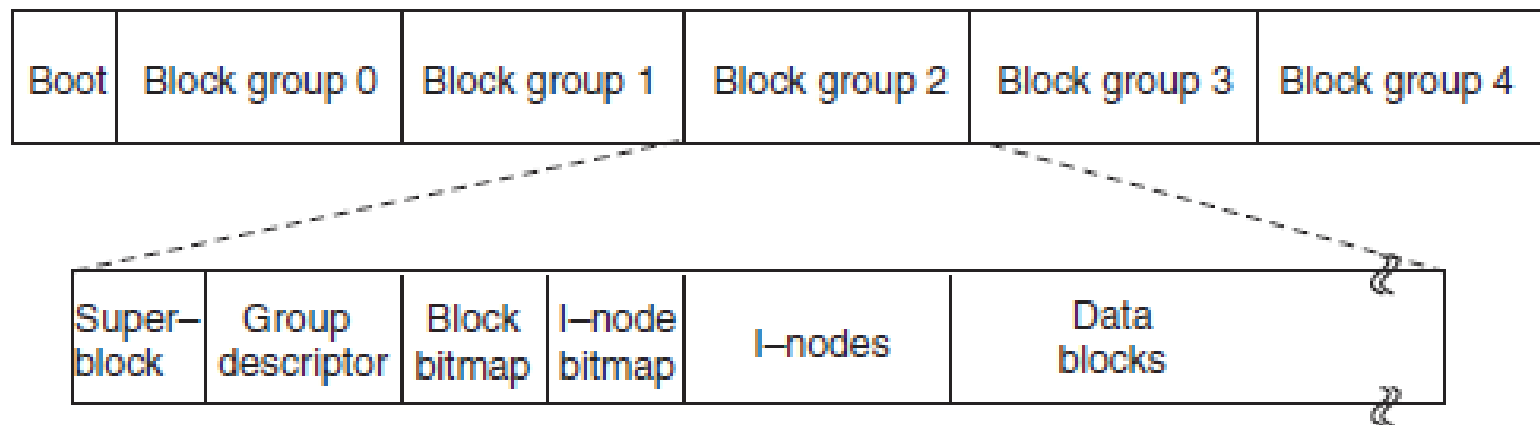 Boot Block group 0 Block group 1 Block group 2 Block group 3 Block group 4
Super–
block
Group
descriptor
Block
bitmap
I–node
bitmap
I–nodes
Data
blocks